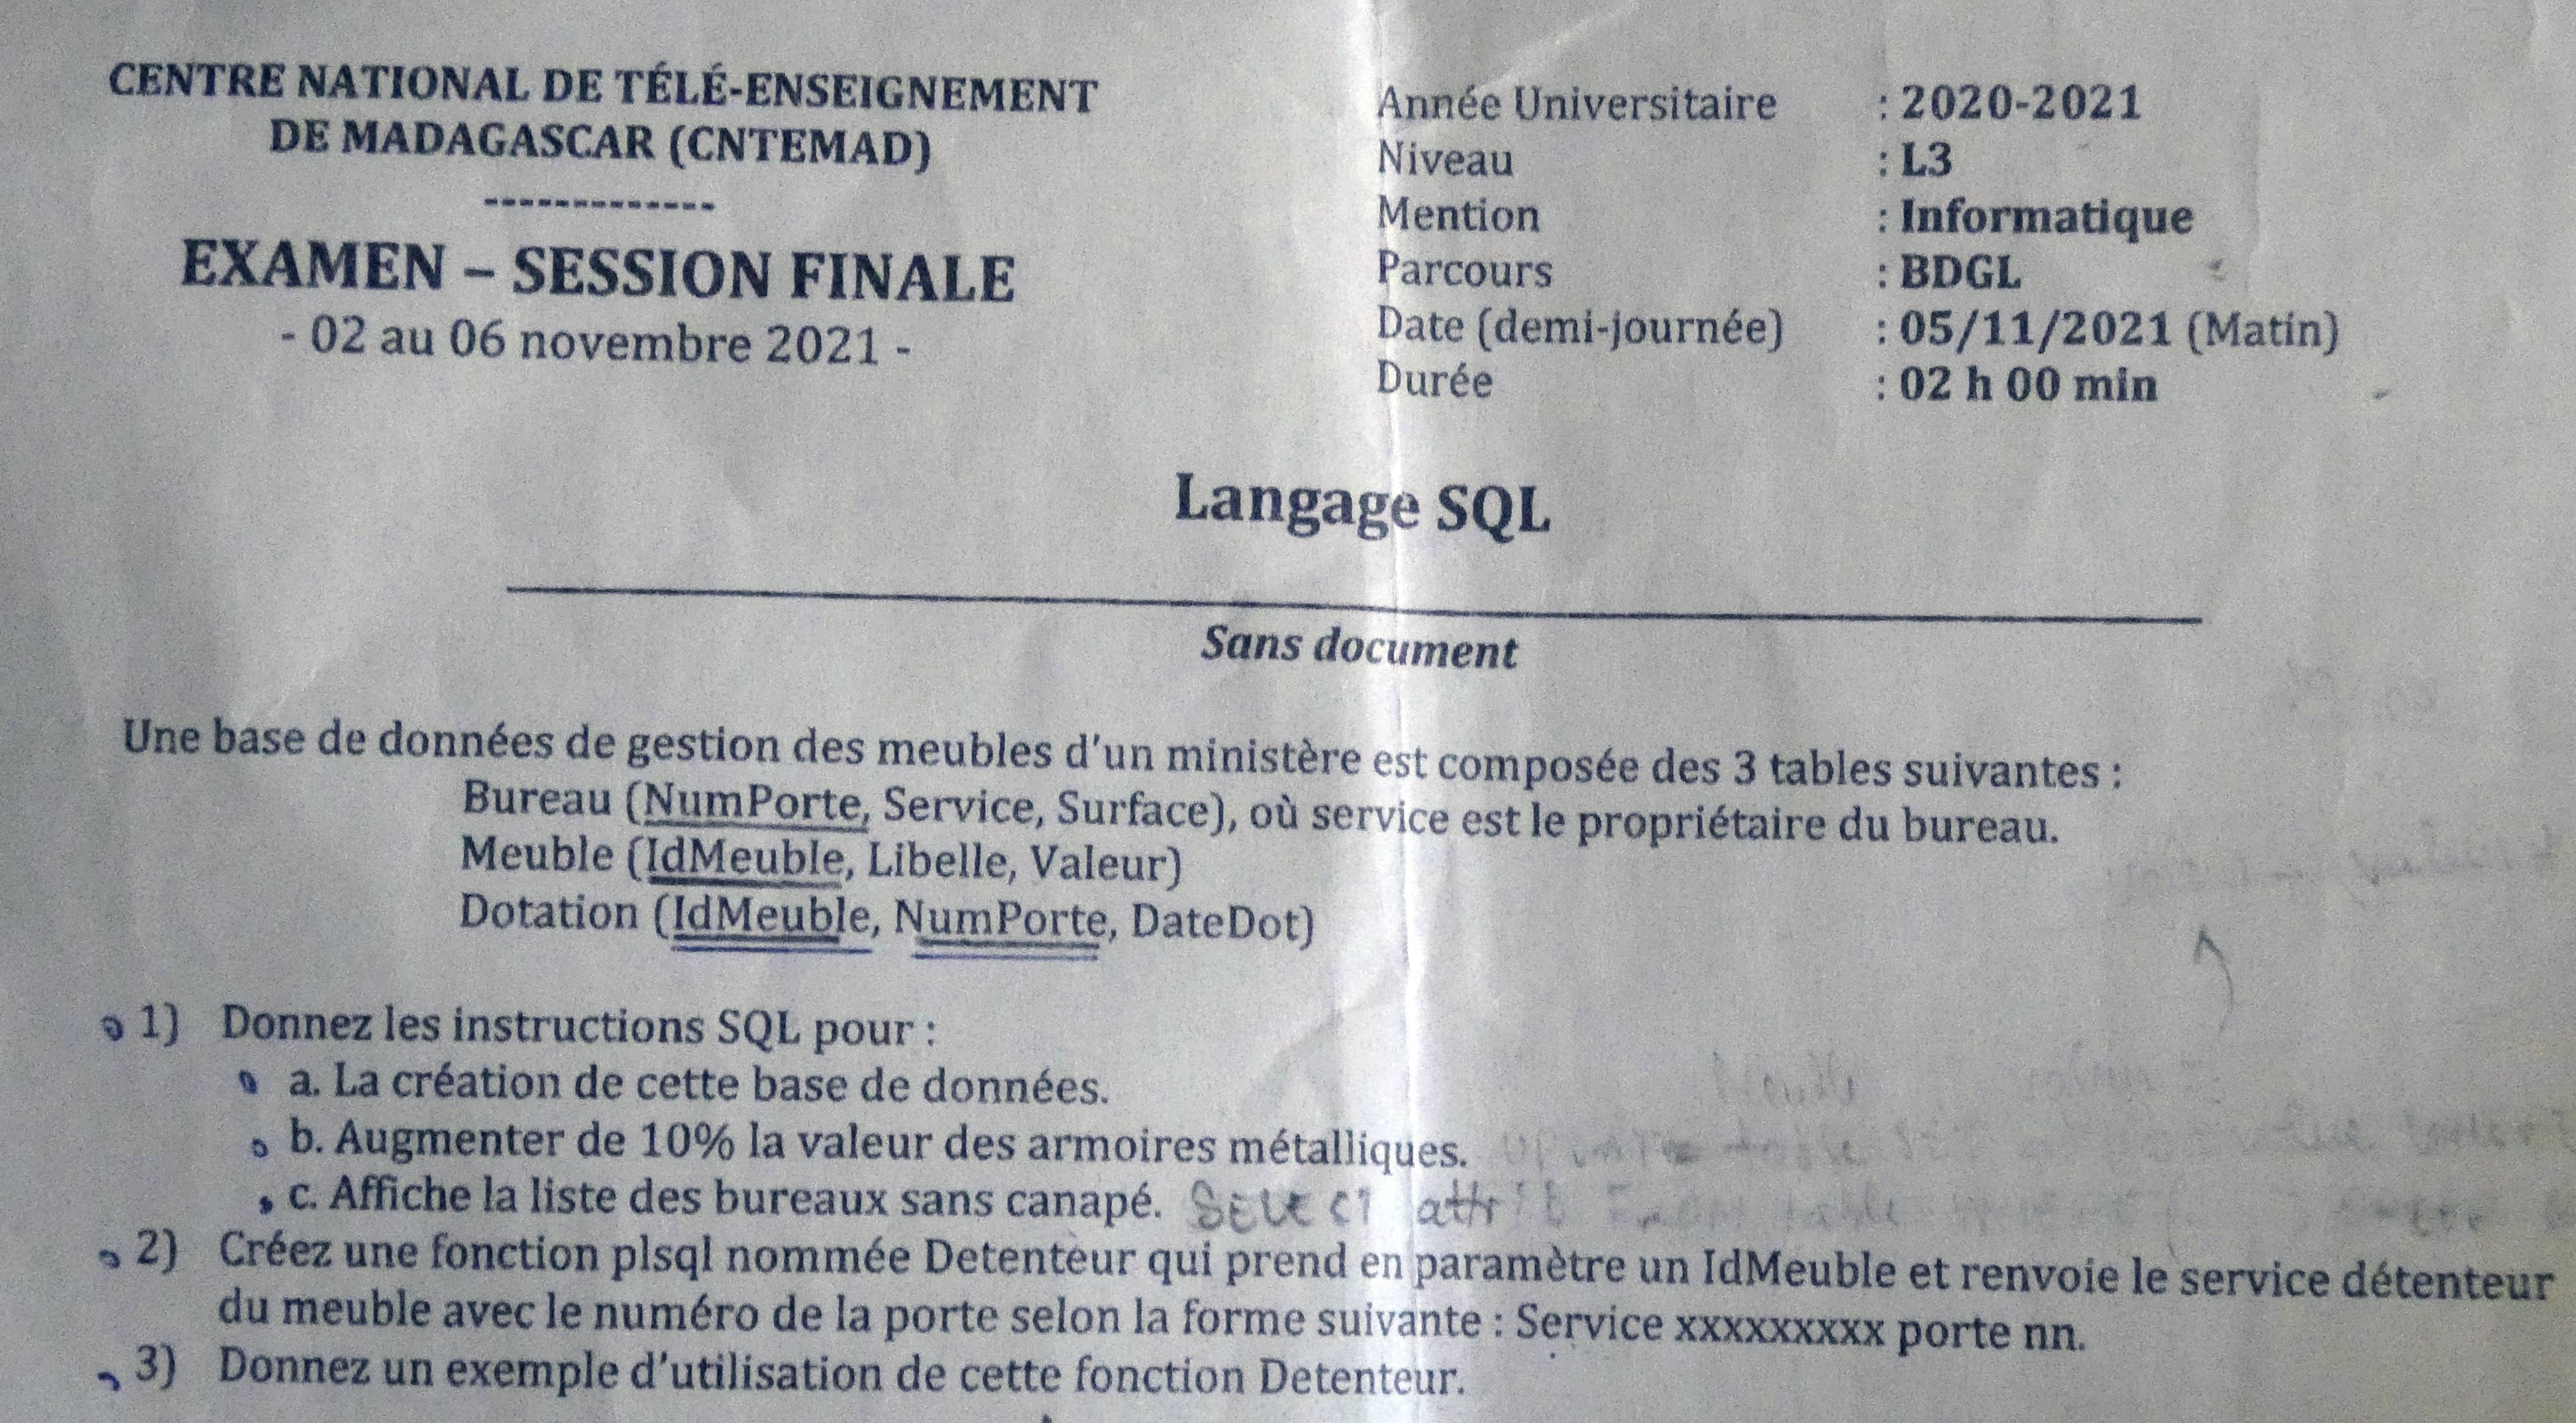 CENTRE NATIONAL DE TÉLÉ-ENSEIGNEMENT
DE MADAGASCAR (CNTEMAD)
-------------
EXAMEN – SESSION FINALE
- 02 au 06 novembre 2021 -
Année Universitaire : 2020-2021
Niveau : L3
Mention : Informatique
Parcours : BDGL
Date (demi-journée) : 05/11/2021 (Matin)
Durée : 02 h 00 min
Langage SQL
Sans document
Une base de données de gestion des meubles d'un ministère est composée des 3 tables suivantes :
Bureau (NumPorte, Service, Surface), où service est le propriétaire du bureau.
Meuble (IdMeuble, Libelle, Valeur)
Dotation (IdMeuble, NumPorte, DateDot)
1) Donnez les instructions SQL pour :
a. La création de cette base de données.
b. Augmenter de 10% la valeur des armoires métalliques.
c. Affiche la liste des bureaux sans canapé. SELECT attrib From table
2) Créez une fonction plsql nommée Detenteur qui prend en paramètre un IdMeuble et renvoie le service détenteur
du meuble avec le numéro de la porte selon la forme suivante : Service xxxxxxxxx porte nn.
3) Donnez un exemple d'utilisation de cette fonction Detenteur.